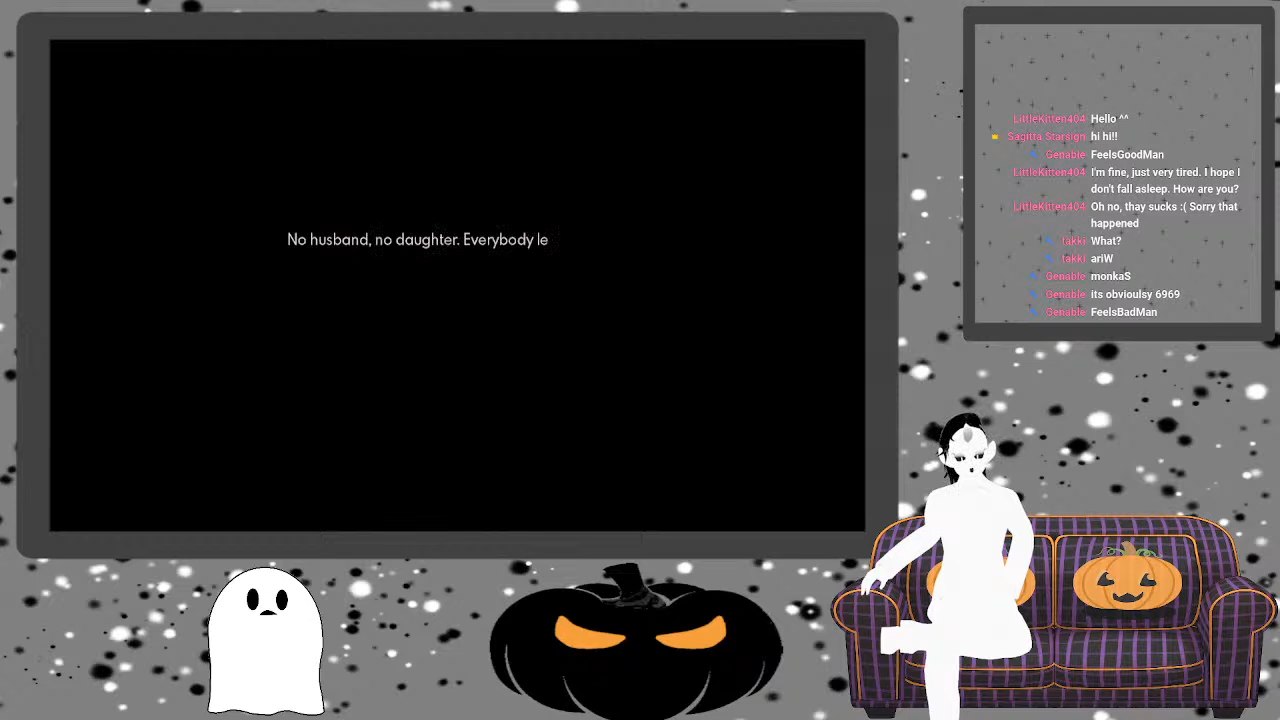 No husband, no daughter. Everybody le
LittleKitten404 Hello ^^
Sagitta Starsign hi hi!!
Genable FeelsGoodMan
LittleKitten404 I'm fine, just very tired. I hope I
don't fall asleep. How are you?
LittleKitten404 Oh no, thay sucks :( Sorry that
happened
takki What?
takki ariW
Genable monkaS
Genable its obvioulsy 6969
Genable FeelsBadMan